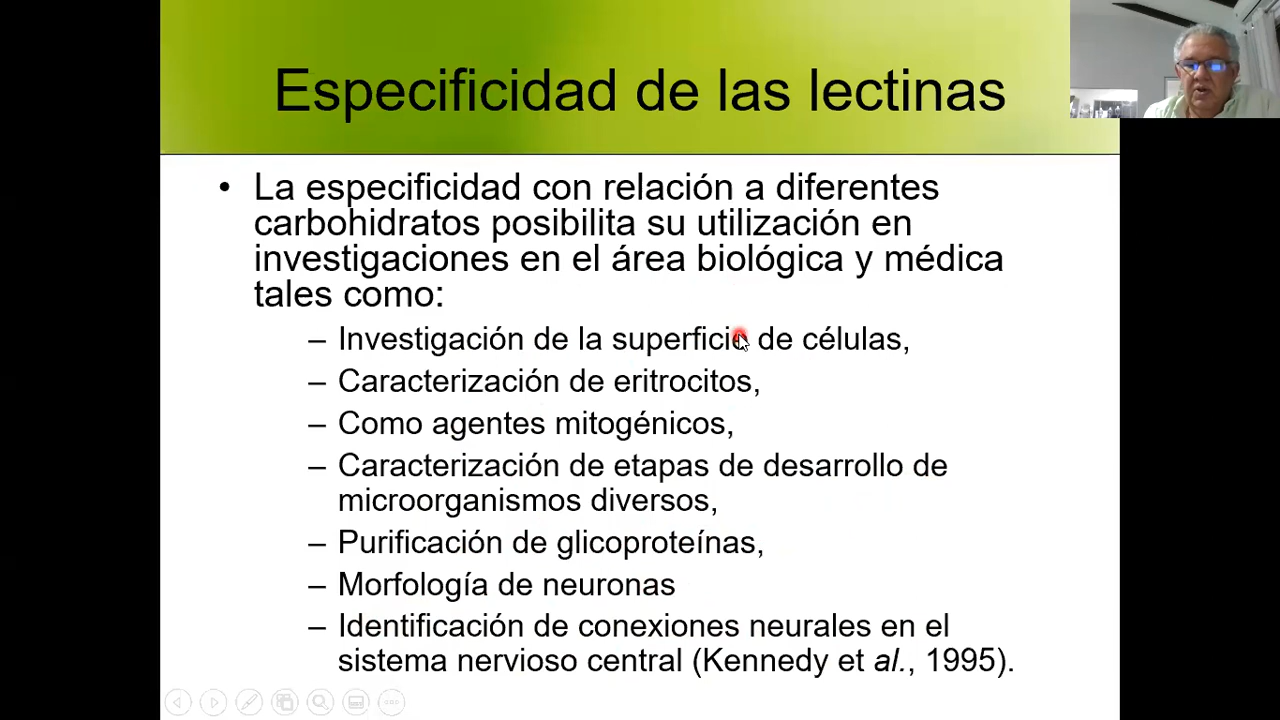 Especificidad de las lectinas
• La especificidad con relación a diferentes
carbohidratos posibilita su utilización en
investigaciones en el área biológica y médica
tales como:
– Investigación de la superficie de células,
– Caracterización de eritrocitos,
– Como agentes mitogénicos,
– Caracterización de etapas de desarrollo de
microorganismos diversos,
– Purificación de glicoproteínas,
– Morfología de neuronas
– Identificación de conexiones neurales en el
sistema nervioso central (Kennedy et al., 1995).